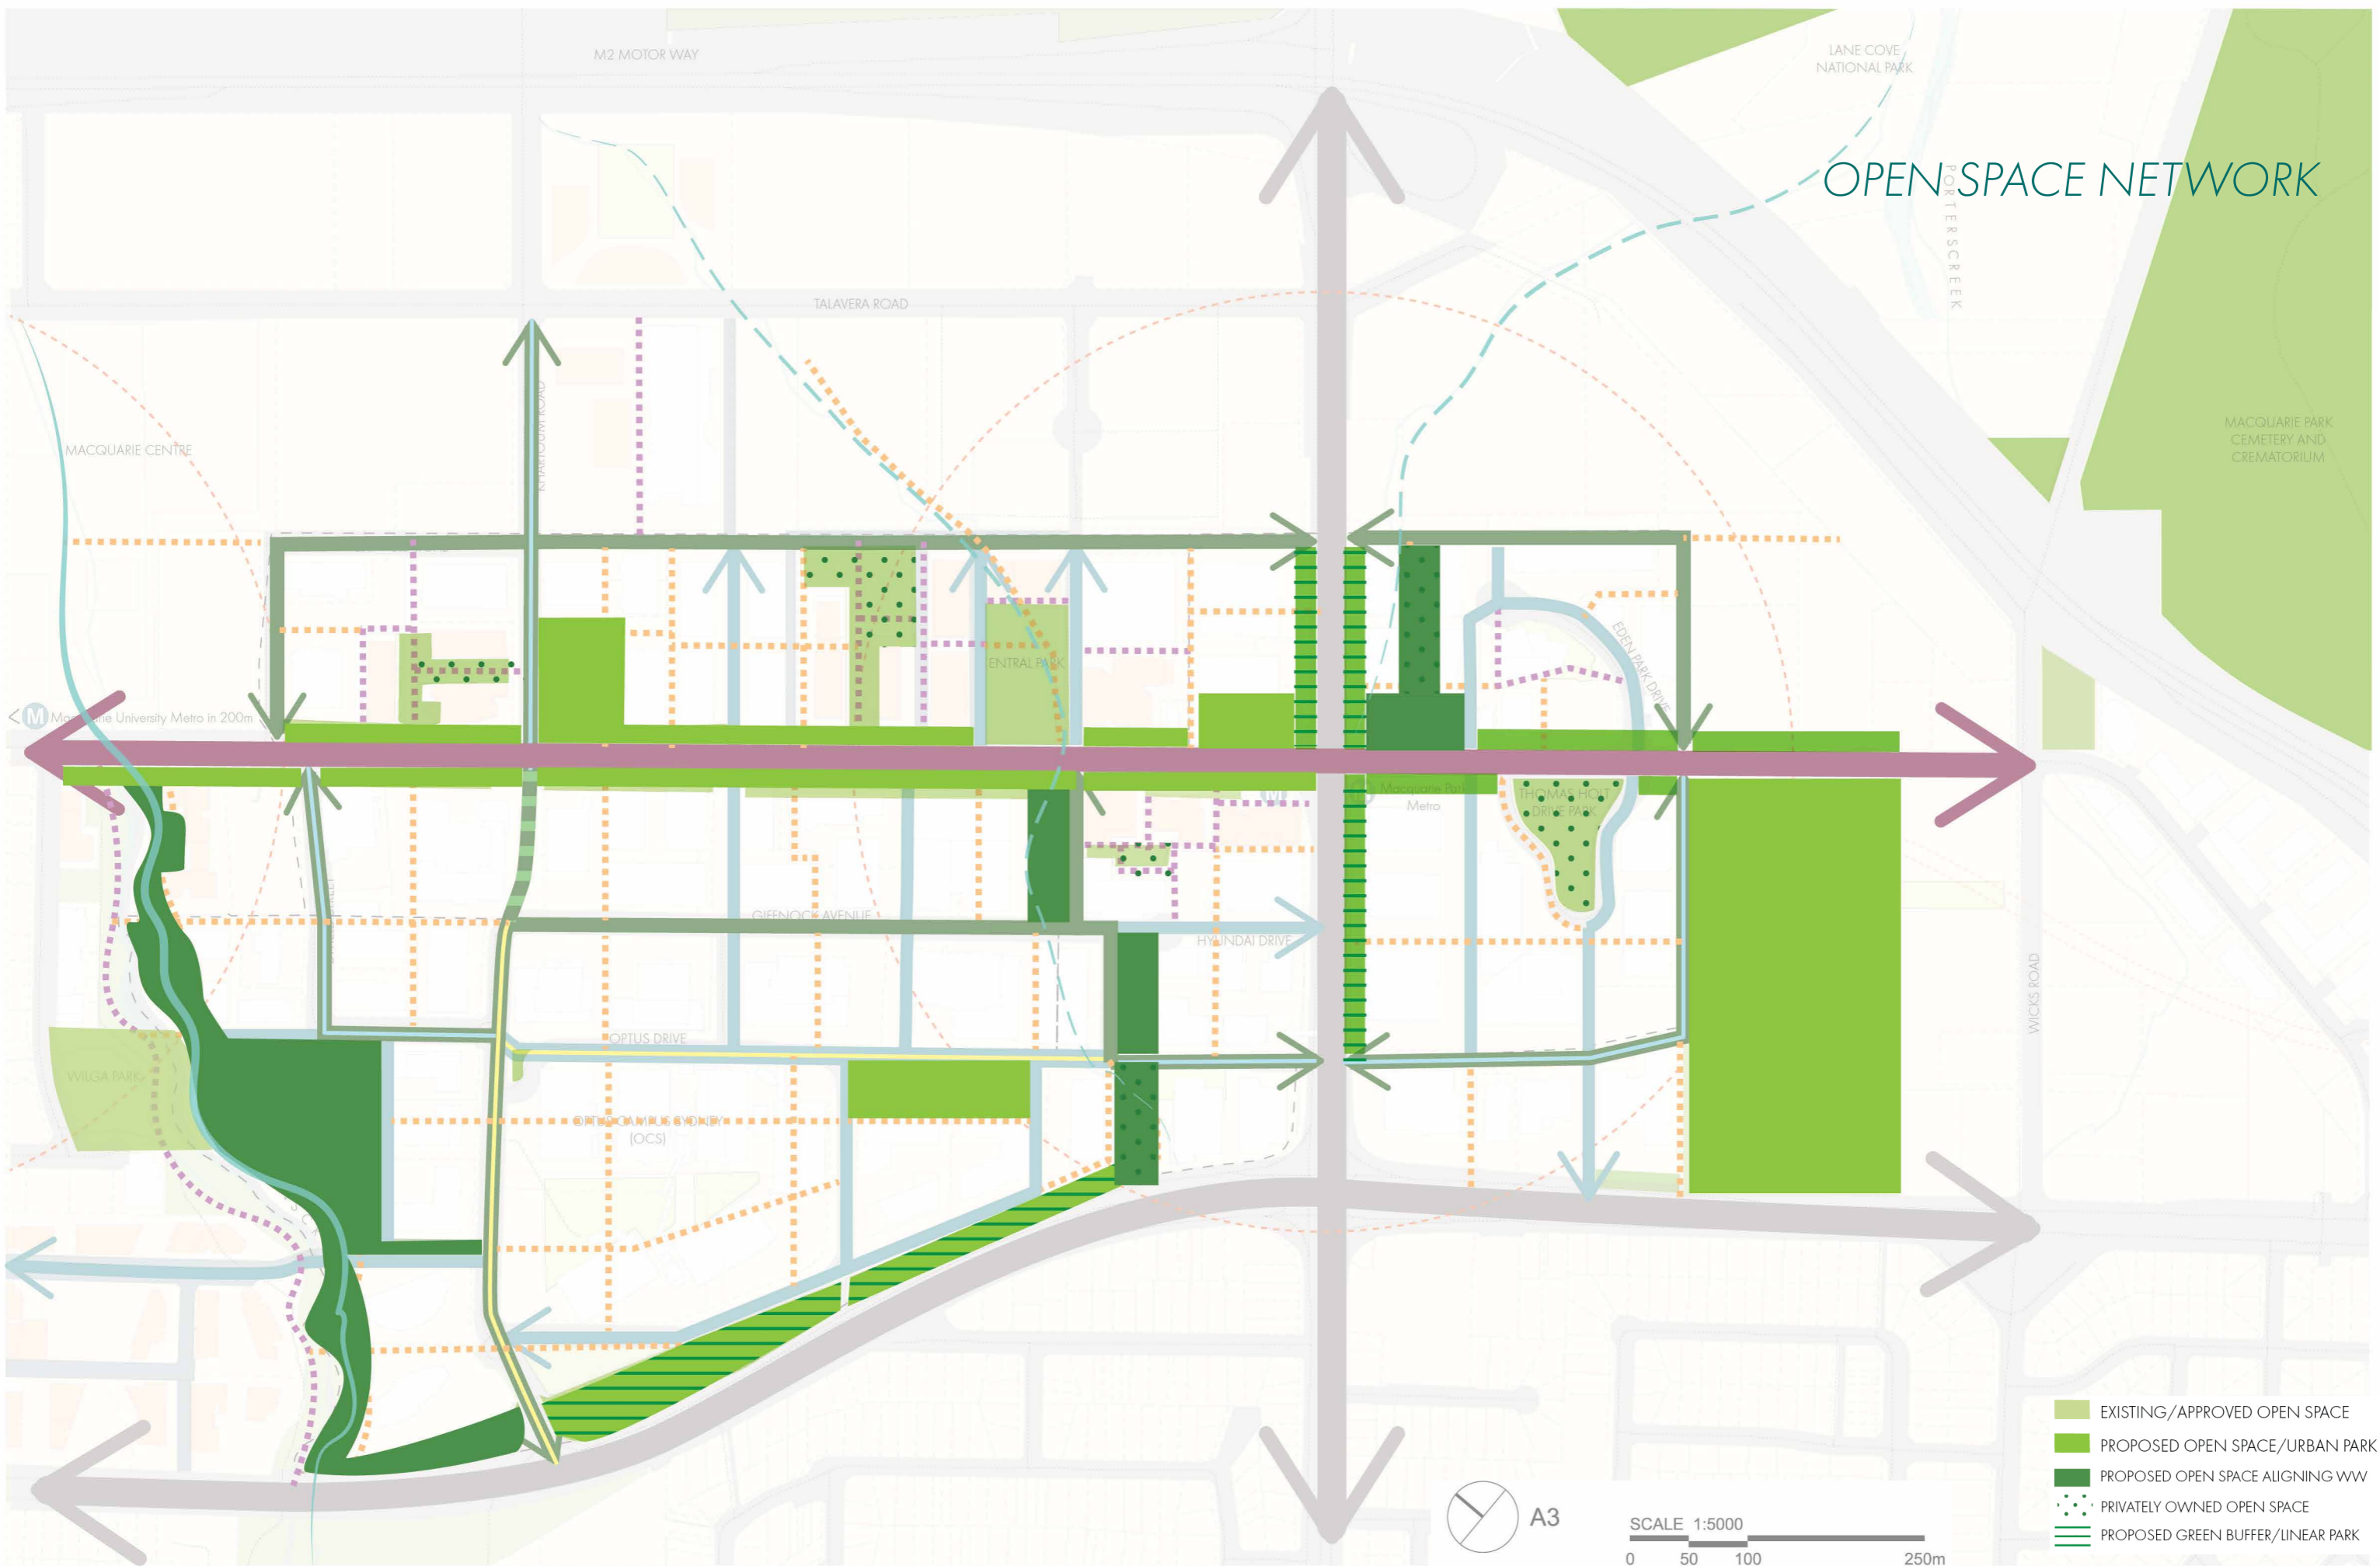 M2 MOTOR WAY
LANE COVE
NATIONAL PARK
OPEN SPACE NETWORK
PORTERSCREEK
TALAVERA ROAD
KHARTOUM ROAD
MACQUARIE CENTRE
MACQUARIE PARK
CEMETERY AND
CREMATORIUM
EDEN PARK DRIVE
ENTRAL PARK
< M Macquarie University Metro in 200m
M
Macquarie Park
Metro
THOMAS HOLT
DRIVE PARK
GIFFNOCK AVENUE
HYUNDAI DRIVE
WICKS ROAD
OPTUS DRIVE
WILGA PARK
OPTUS CAMPUS SYDNEY
(OCS)
EXISTING/APPROVED OPEN SPACE
PROPOSED OPEN SPACE/URBAN PARK
PROPOSED OPEN SPACE ALIGNING WW
PRIVATELY OWNED OPEN SPACE
PROPOSED GREEN BUFFER/LINEAR PARK
A3
SCALE 1:5000
0 50 100 250m